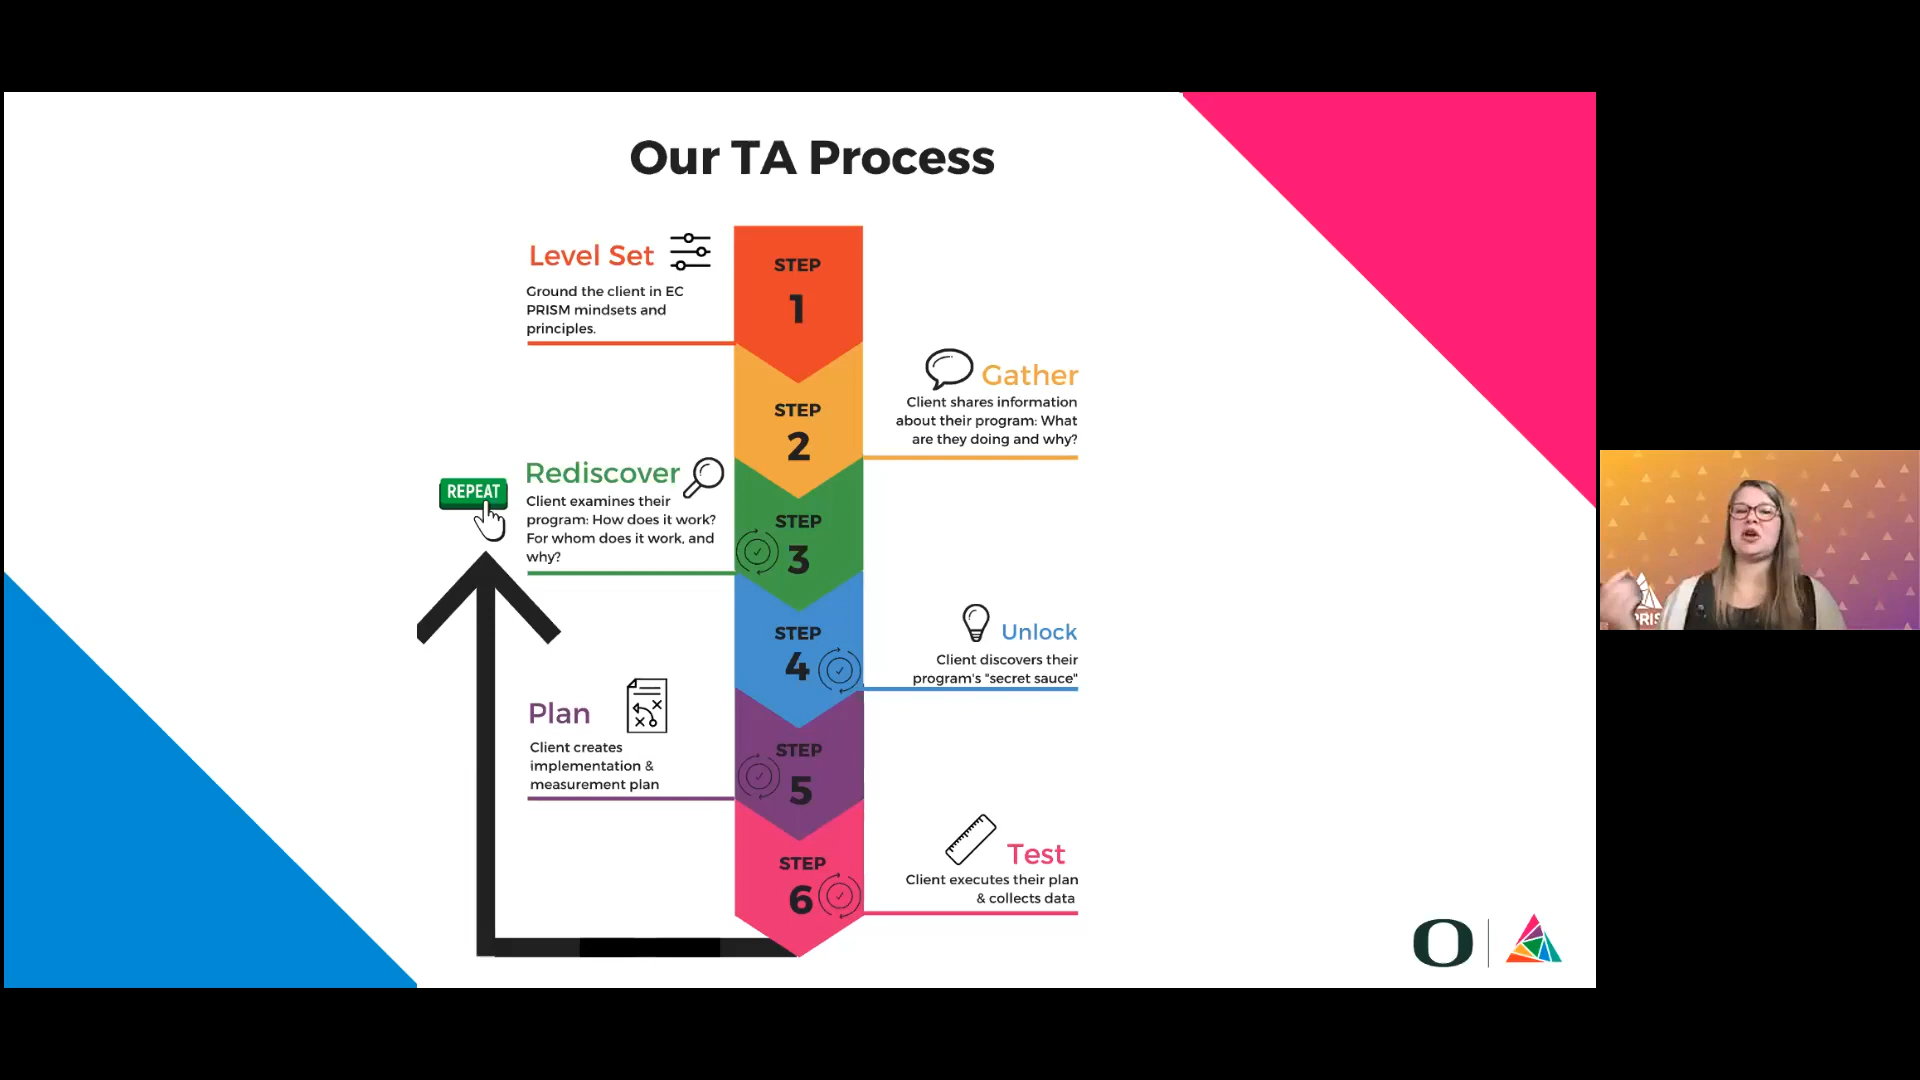 Our TA Process
Level Set
Ground the client in EC
PRISM mindsets and
principles.
STEP
1
Gather
Client shares information
about their program: What
are they doing and why?
STEP
2
REPEAT
Rediscover
Client examines their
program: How does it work?
For whom does it work, and
why?
STEP
3
Unlock
Client discovers their
program's "secret sauce"
STEP
4
Plan
Client creates
implementation &
measurement plan
STEP
5
Test
Client executes their plan
& collects data
STEP
6
O